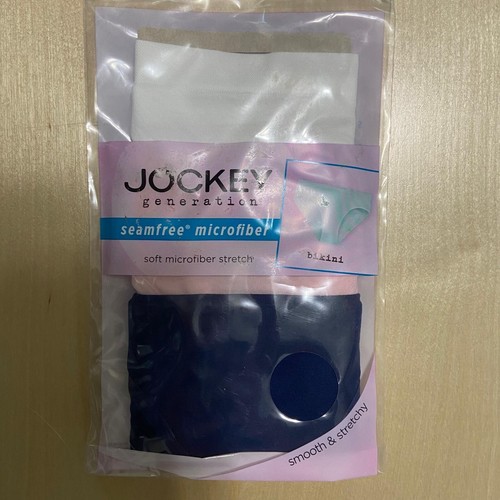 JOCKEY
generation
seamfree® microfiber
soft microfiber stretch
bikini
smooth & stretchy